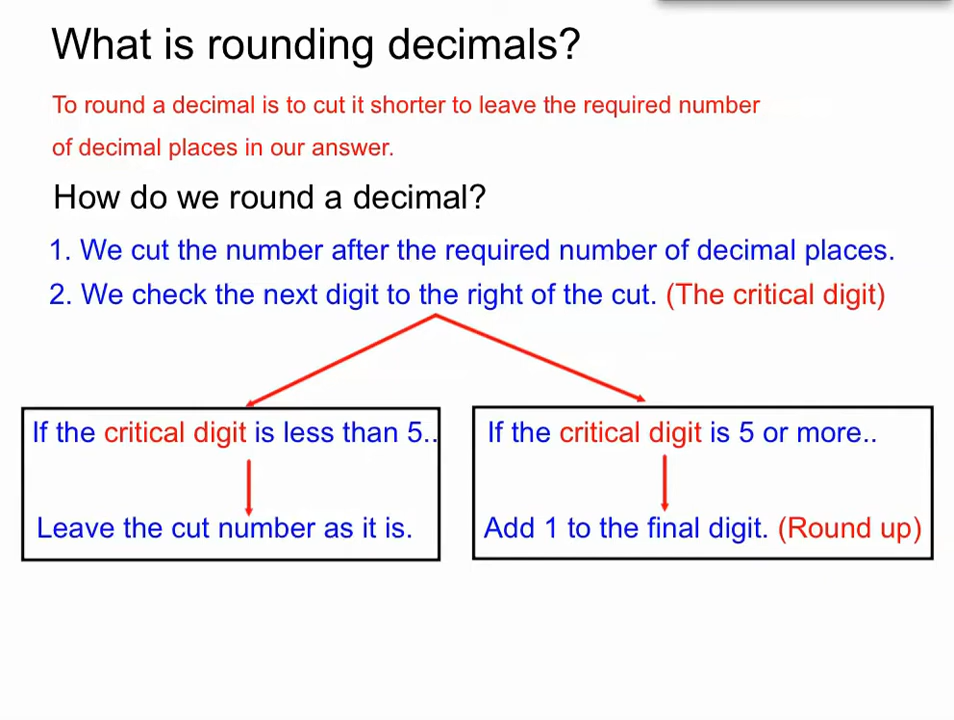 What is rounding decimals?
To round a decimal is to cut it shorter to leave the required number
of decimal places in our answer.
How do we round a decimal?
1. We cut the number after the required number of decimal places.
2. We check the next digit to the right of the cut. (The critical digit)
If the critical digit is less than 5..
Leave the cut number as it is.
If the critical digit is 5 or more..
Add 1 to the final digit. (Round up)